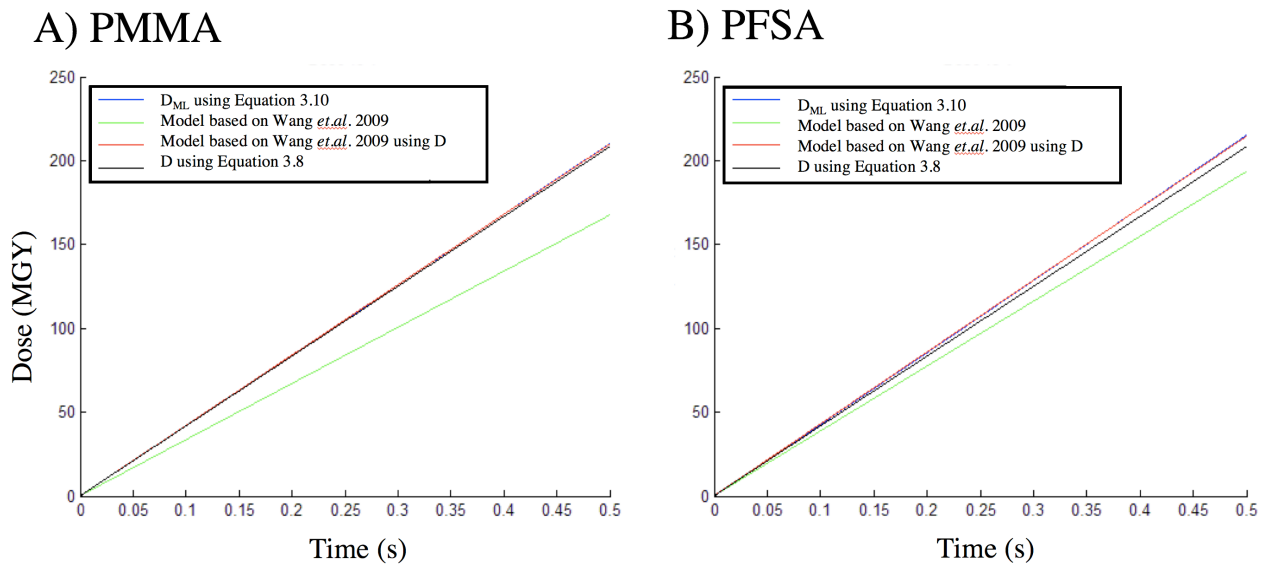 A) PMMA
B) PFSA
Dose (MGY)
250
200
150
100
50
0
D_ML using Equation 3.10
Model based on Wang et.al. 2009
Model based on Wang et.al. 2009 using D
D using Equation 3.8
0 0.05 0.1 0.15 0.2 0.25 0.3 0.35 0.4 0.45 0.5
Time (s)
250
200
150
100
50
0
D_ML using Equation 3.10
Model based on Wang et.al. 2009
Model based on Wang et.al. 2009 using D
D using Equation 3.8
0 0.05 0.1 0.15 0.2 0.25 0.3 0.35 0.4 0.45 0.5
Time (s)